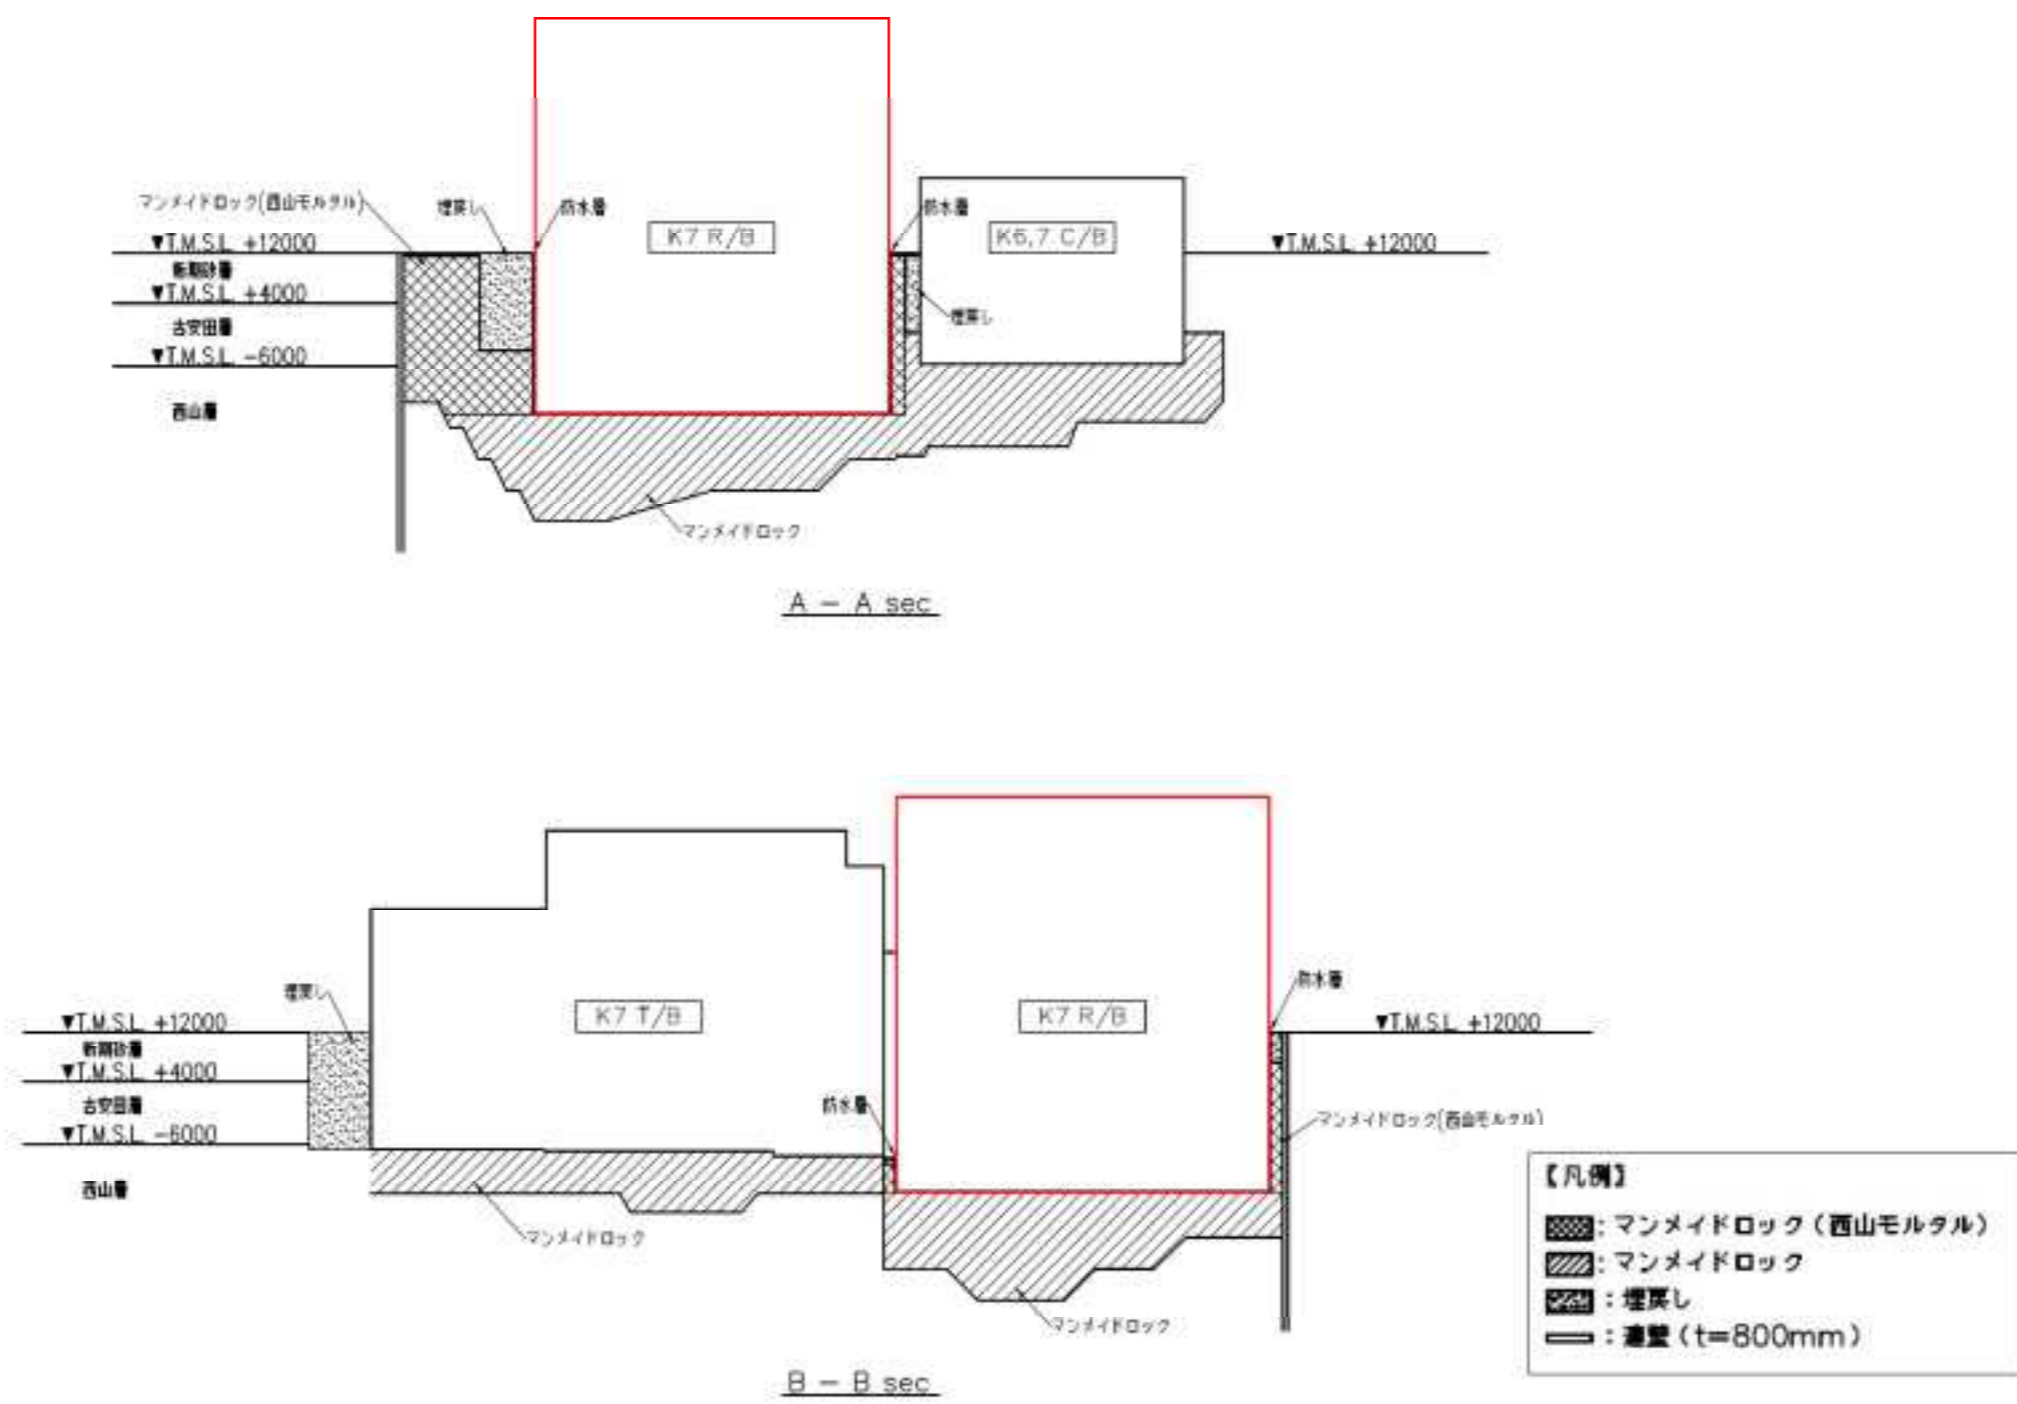 マンメイドロック(西山モルタル)
埋戻し
防水層
K7 R/B
防水層
K6,7 C/B
▼T.M.S.L. +12000
▼T.M.S.L. +12000
新期砂層
▼T.M.S.L. +4000
埋戻し
古安田層
▼T.M.S.L. -6000
西山層
マンメイドロック
A - A sec
防水層
埋戻し
K7 T/B
K7 R/B
▼T.M.S.L. +12000
▼T.M.S.L. +12000
新期砂層
▼T.M.S.L. +4000
古安田層
防水層
マンメイドロック(西山モルタル)
▼T.M.S.L. -6000
西山層
マンメイドロック
マンメイドロック
B - B sec
【凡例】
：マンメイドロック（西山モルタル）
：マンメイドロック
：埋戻し
：連壁（t=800mm）